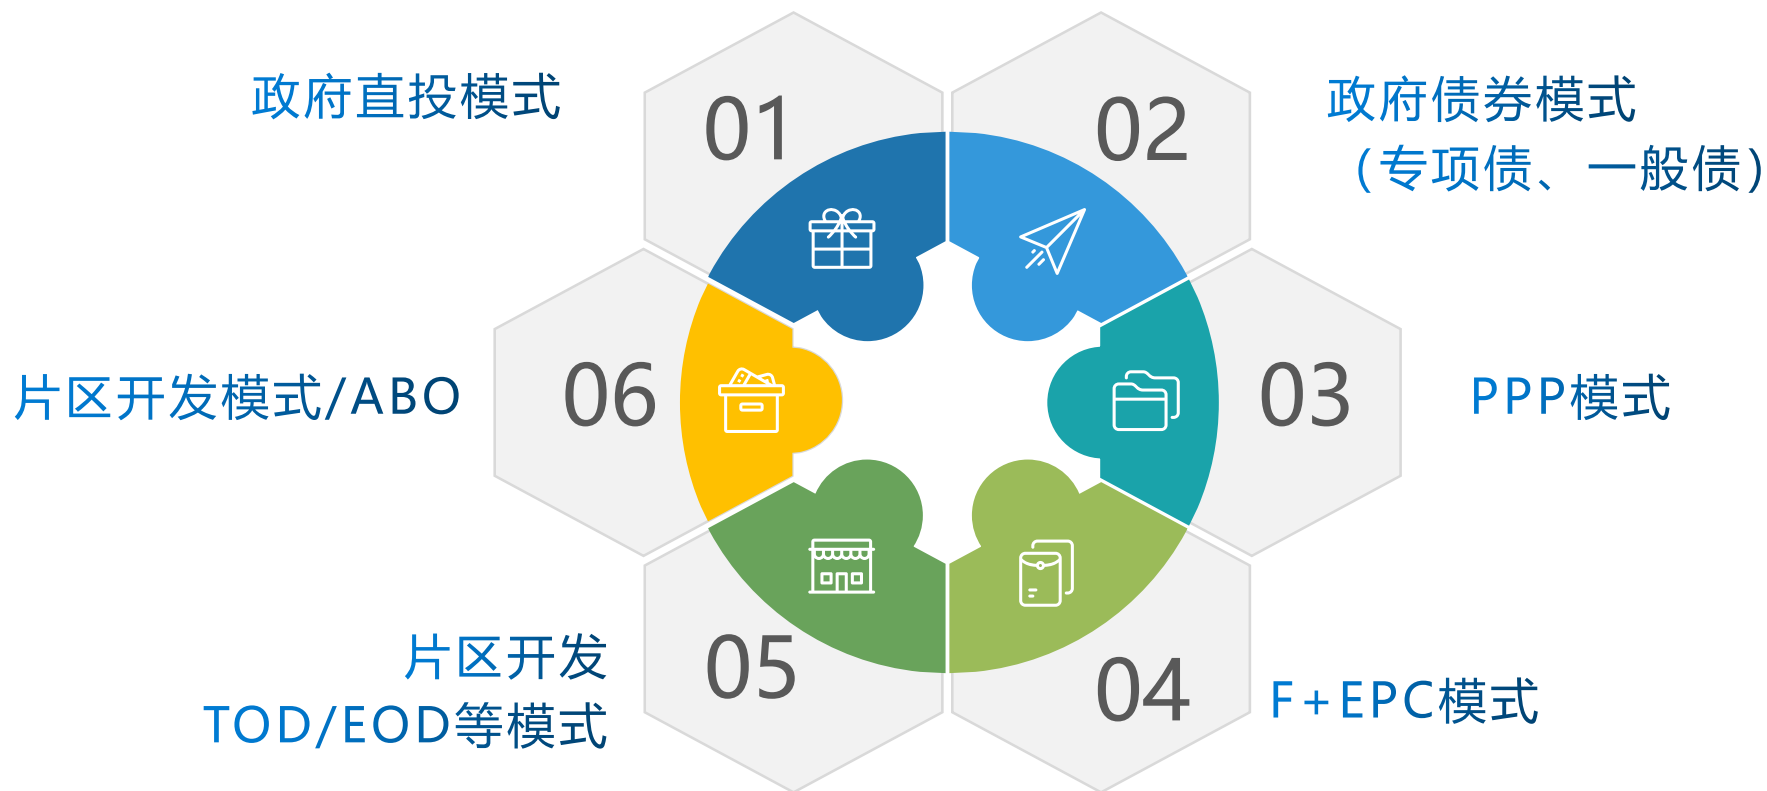 01
政府直投模式
02
政府债券模式
（专项债、一般债）
03
PPP模式
04
F+EPC模式
05
片区开发
TOD/EOD等模式
06
片区开发模式/ABO